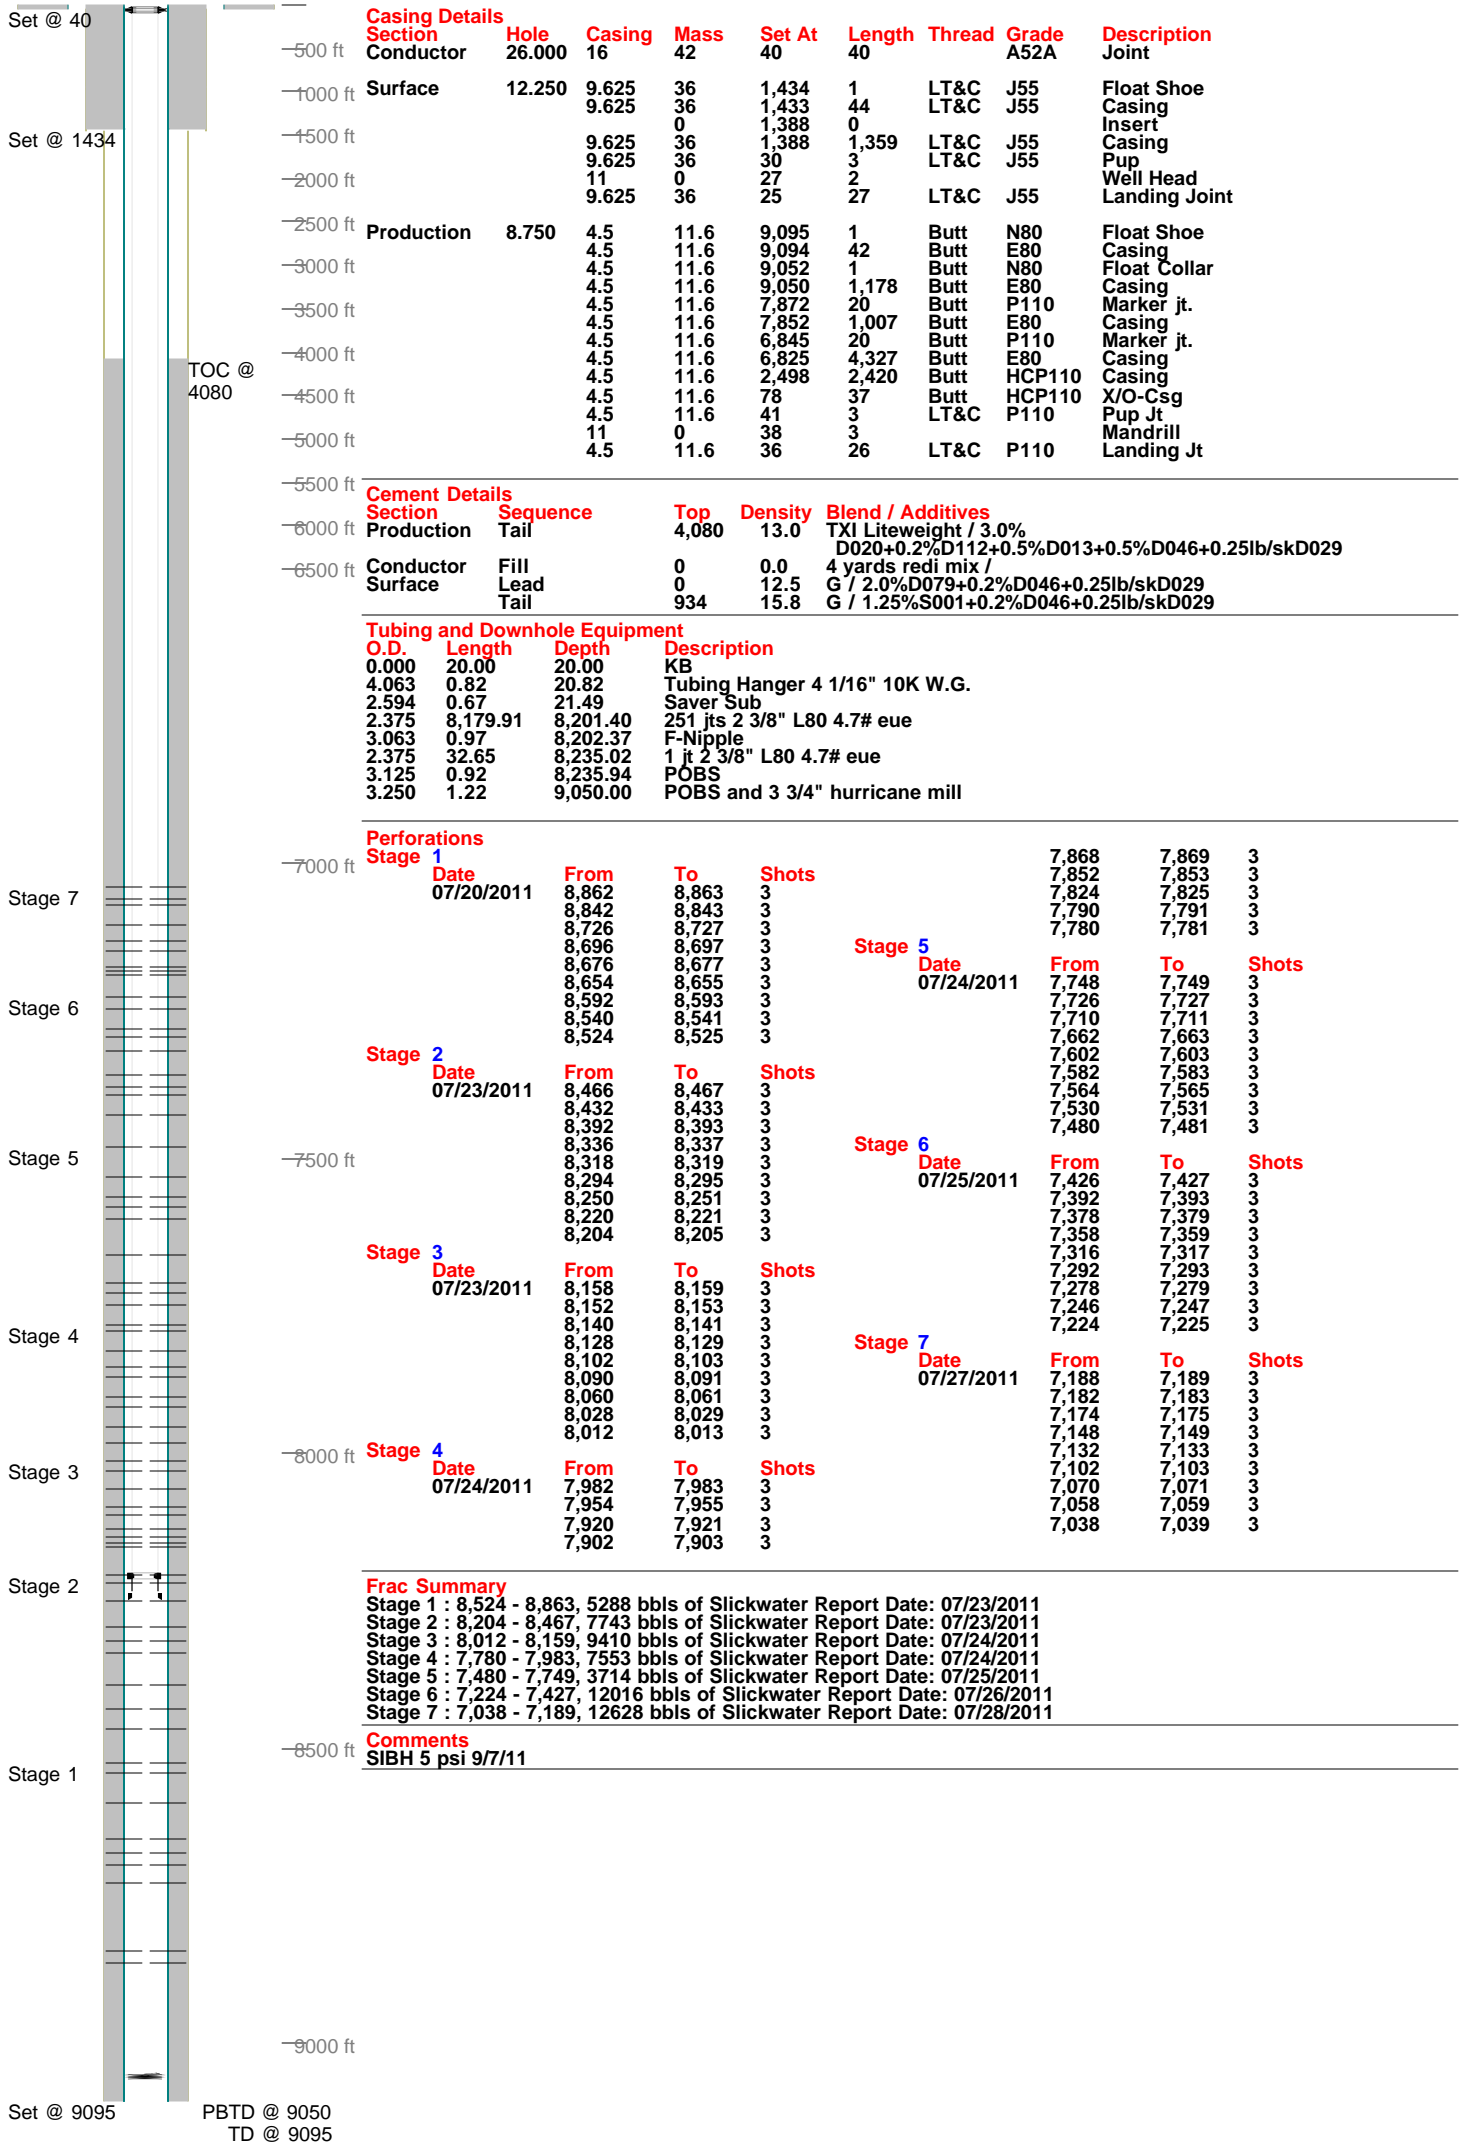 Set @ 40
Set @ 1434
TOC @
4080
Stage 7
Stage 6
Stage 5
Stage 4
Stage 3
Stage 2
Stage 1
Set @ 9095
PBTD @ 9050
TD @ 9095
500 ft
1000 ft
1500 ft
2000 ft
2500 ft
3000 ft
3500 ft
4000 ft
4500 ft
5000 ft
5500 ft
6000 ft
6500 ft
7000 ft
7500 ft
8000 ft
8500 ft
9000 ft
Casing Details
Section Hole Casing Mass Set At Length Thread Grade Description
Conductor 26.000 16 42 40 40 A52A Joint
Surface 12.250 9.625 36 1,434 1 LT&C J55 Float Shoe
9.625 36 1,433 44 LT&C J55 Casing
0 1,388 0 Insert
9.625 36 1,388 1,359 LT&C J55 Casing
9.625 36 30 3 LT&C J55 Pup
11 0 27 2 Well Head
9.625 36 25 27 LT&C J55 Landing Joint
Production 8.750 4.5 11.6 9,095 1 Butt N80 Float Shoe
4.5 11.6 9,094 42 Butt E80 Casing
4.5 11.6 9,052 1 Butt N80 Float Collar
4.5 11.6 9,050 1,178 Butt E80 Casing
4.5 11.6 7,872 20 Butt P110 Marker jt.
4.5 11.6 7,852 1,007 Butt E80 Casing
4.5 11.6 6,845 20 Butt P110 Marker jt.
4.5 11.6 6,825 4,327 Butt E80 Casing
4.5 11.6 2,498 2,420 Butt HCP110 Casing
4.5 11.6 78 37 Butt HCP110 X/O-Csg
4.5 11.6 41 3 LT&C P110 Pup Jt
11 0 38 3 Mandrill
4.5 11.6 36 26 LT&C P110 Landing Jt
Cement Details
Section Sequence Top Density Blend / Additives
Production Tail 4,080 13.0 TXI Liteweight / 3.0%
D020+0.2%D112+0.5%D013+0.5%D046+0.25lb/skD029
Conductor Fill 0 0.0 4 yards redi mix /
Surface Lead 0 12.5 G / 2.0%D079+0.2%D046+0.25lb/skD029
Tail 934 15.8 G / 1.25%S001+0.2%D046+0.25lb/skD029
Tubing and Downhole Equipment
O.D. Length Depth Description
0.000 20.00 20.00 KB
4.063 0.82 20.82 Tubing Hanger 4 1/16" 10K W.G.
2.594 0.67 21.49 Saver Sub
2.375 8,179.91 8,201.40 251 jts 2 3/8" L80 4.7# eue
3.063 0.97 8,202.37 F-Nipple
2.375 32.65 8,235.02 1 jt 2 3/8" L80 4.7# eue
3.125 0.92 8,235.94 POBS
3.250 1.22 9,050.00 POBS and 3 3/4" hurricane mill
Perforations
Stage 1
Date From To Shots
07/20/2011 8,862 8,863 3
8,842 8,843 3
8,726 8,727 3
8,696 8,697 3
8,676 8,677 3
8,654 8,655 3
8,592 8,593 3
8,540 8,541 3
8,524 8,525 3
Stage 2
Date From To Shots
07/23/2011 8,466 8,467 3
8,432 8,433 3
8,392 8,393 3
8,336 8,337 3
8,318 8,319 3
8,294 8,295 3
8,250 8,251 3
8,220 8,221 3
8,204 8,205 3
Stage 3
Date From To Shots
07/23/2011 8,158 8,159 3
8,152 8,153 3
8,140 8,141 3
8,128 8,129 3
8,102 8,103 3
8,090 8,091 3
8,060 8,061 3
8,028 8,029 3
8,012 8,013 3
Stage 4
Date From To Shots
07/24/2011 7,982 7,983 3
7,954 7,955 3
7,920 7,921 3
7,902 7,903 3
7,868 7,869 3
7,852 7,853 3
7,824 7,825 3
7,790 7,791 3
7,780 7,781 3
Stage 5
Date From To Shots
07/24/2011 7,748 7,749 3
7,726 7,727 3
7,710 7,711 3
7,662 7,663 3
7,602 7,603 3
7,582 7,583 3
7,564 7,565 3
7,530 7,531 3
7,480 7,481 3
Stage 6
Date From To Shots
07/25/2011 7,426 7,427 3
7,392 7,393 3
7,378 7,379 3
7,358 7,359 3
7,316 7,317 3
7,292 7,293 3
7,278 7,279 3
7,246 7,247 3
7,224 7,225 3
Stage 7
Date From To Shots
07/27/2011 7,188 7,189 3
7,182 7,183 3
7,174 7,175 3
7,148 7,149 3
7,132 7,133 3
7,102 7,103 3
7,070 7,071 3
7,058 7,059 3
7,038 7,039 3
Frac Summary
Stage 1 : 8,524 - 8,863, 5288 bbls of Slickwater Report Date: 07/23/2011
Stage 2 : 8,204 - 8,467, 7743 bbls of Slickwater Report Date: 07/23/2011
Stage 3 : 8,012 - 8,159, 9410 bbls of Slickwater Report Date: 07/24/2011
Stage 4 : 7,780 - 7,983, 7553 bbls of Slickwater Report Date: 07/24/2011
Stage 5 : 7,480 - 7,749, 3714 bbls of Slickwater Report Date: 07/25/2011
Stage 6 : 7,224 - 7,427, 12016 bbls of Slickwater Report Date: 07/26/2011
Stage 7 : 7,038 - 7,189, 12628 bbls of Slickwater Report Date: 07/28/2011
Comments
SIBH 5 psi 9/7/11